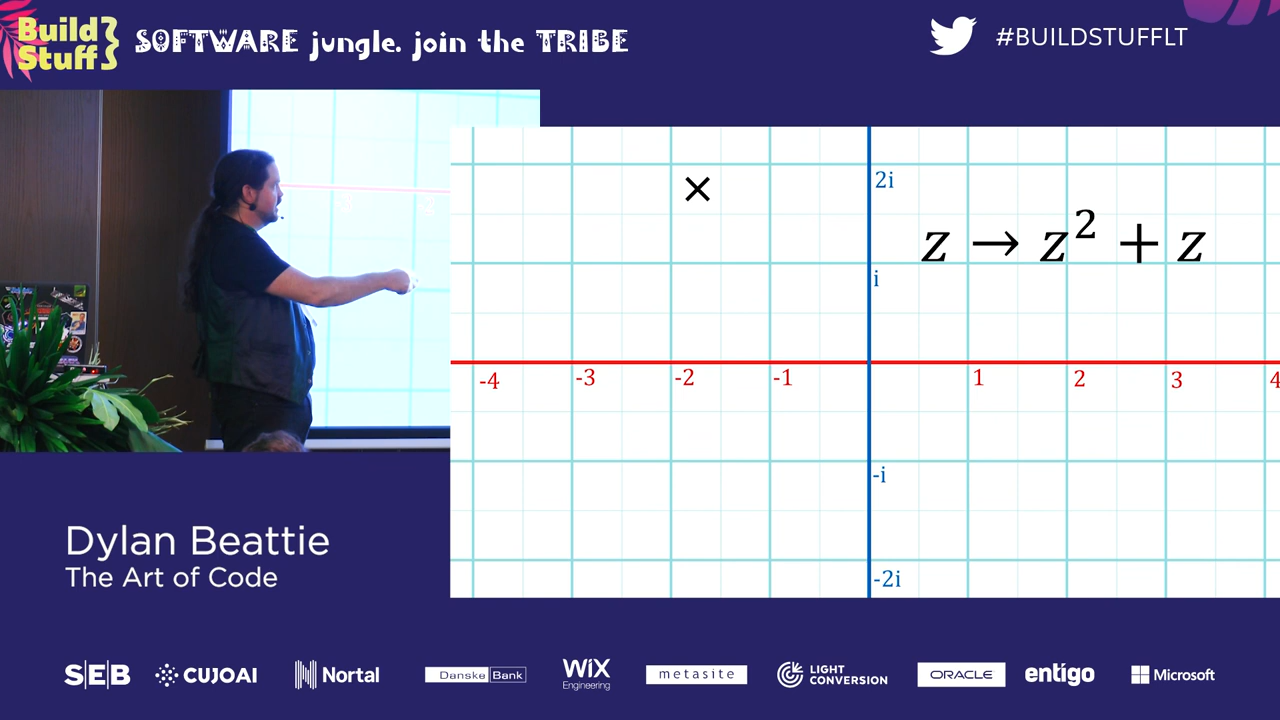 Build
Stuff
SOFTWARE jungle. join the TRIBE
#BUILDSTUFFLT
2i
z → z² + z
i
-4 -3 -2 -1 1 2 3 4
-i
-2i
Dylan Beattie
The Art of Code
SEB
CUJOAI
Nortal
Danske Bank
WiX
Engineering
metasite
LIGHT
CONVERSION
ORACLE
entigo
Microsoft